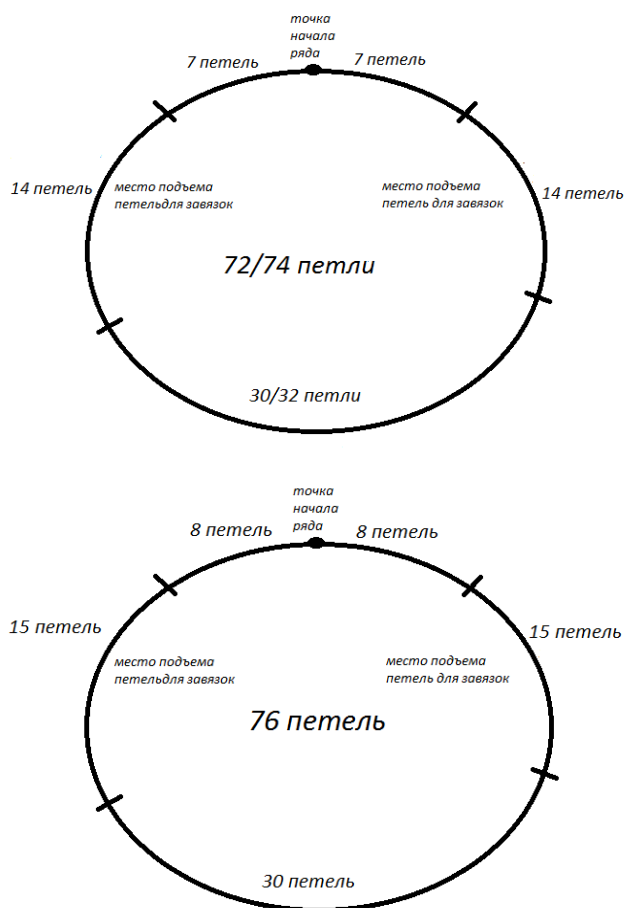 точка
начала
ряда
7 петель
7 петель
14 петель
место подъема
петельдля завязок
место подъема
петель для завязок
14 петель
72/74 петли
30/32 петли
точка
начала
ряда
8 петель
8 петель
15 петель
15 петель
место подъема
петельдля завязок
место подъема
петель для завязок
76 петель
30 петель